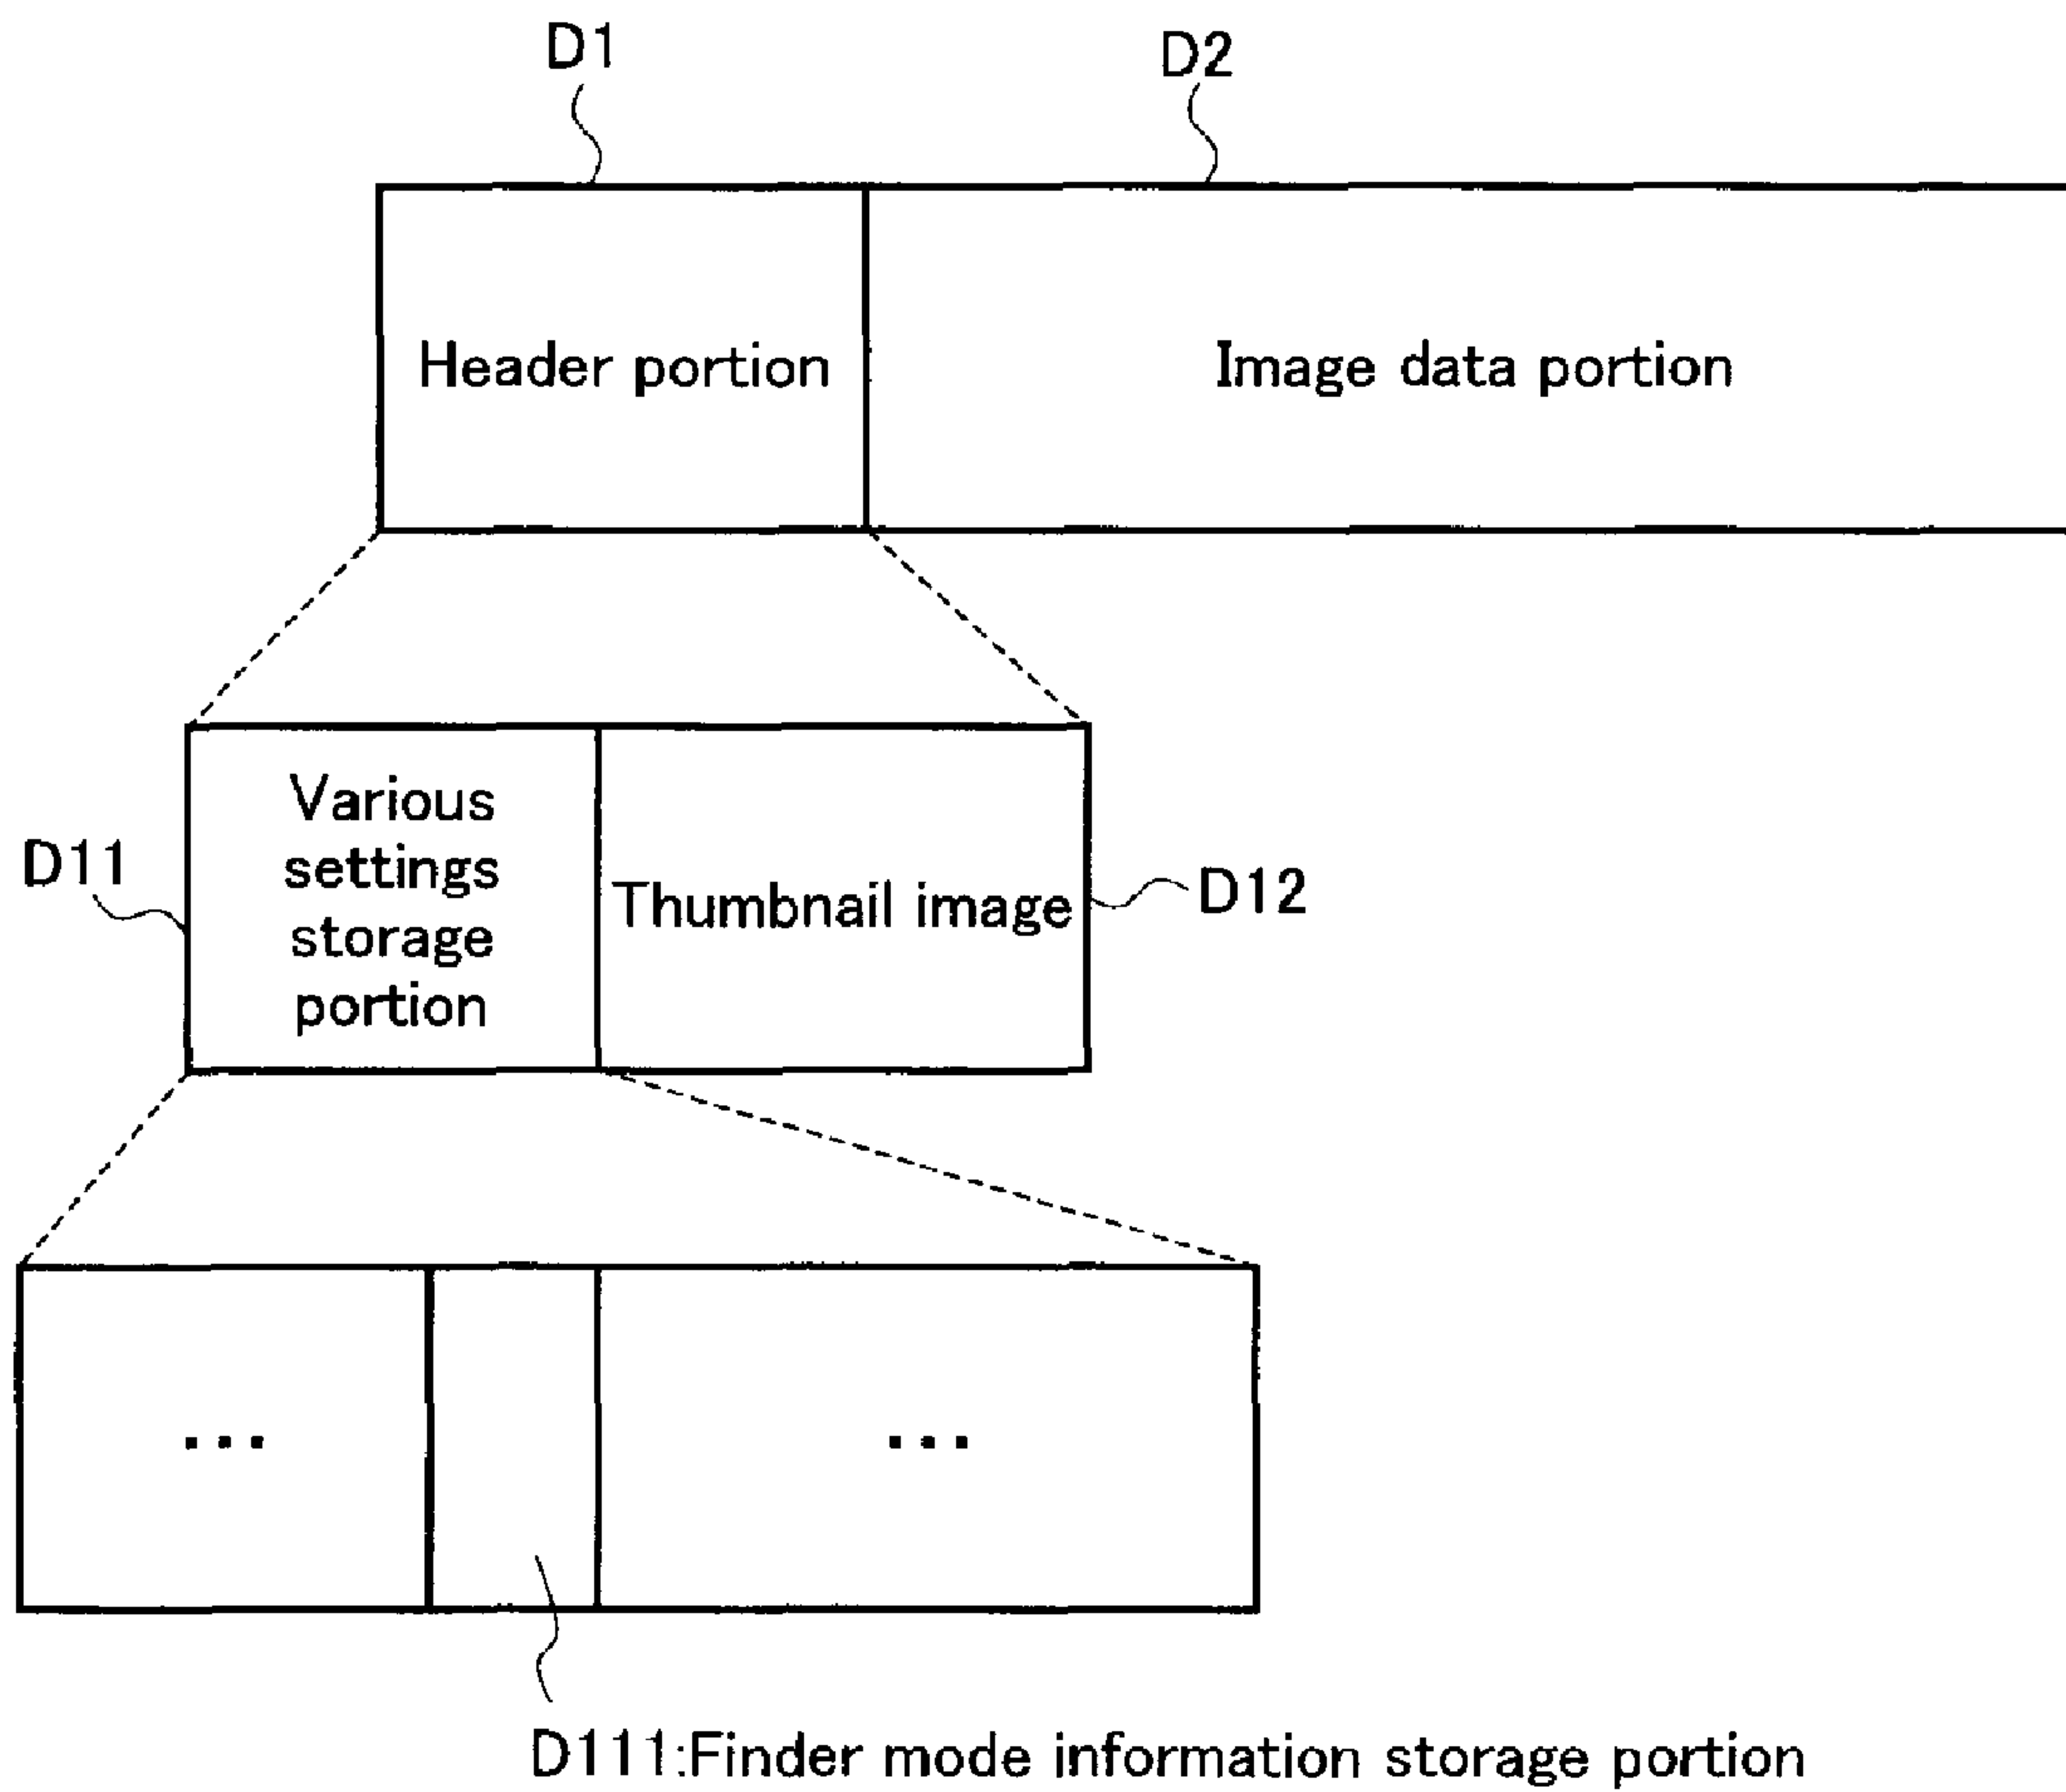 D1
D2
Header portion
Image data portion
Various
settings
storage
portion
Thumbnail image
D11
D12
...
...
D111:Finder mode information storage portion